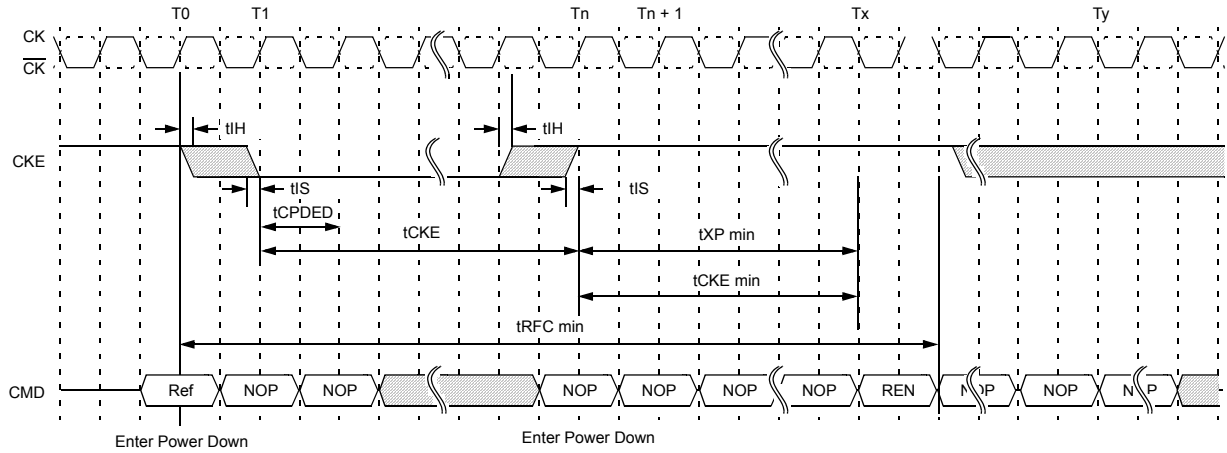 T0 T1 Tn Tn + 1 Tx Ty
CK
CK
tIH tIH
CKE
tIS tIS
tCPDED
tCKE tXP min
tCKE min
tRFC min
CMD Ref NOP NOP NOP NOP NOP NOP REN NOP NOP NOP
Enter Power Down Enter Power Down